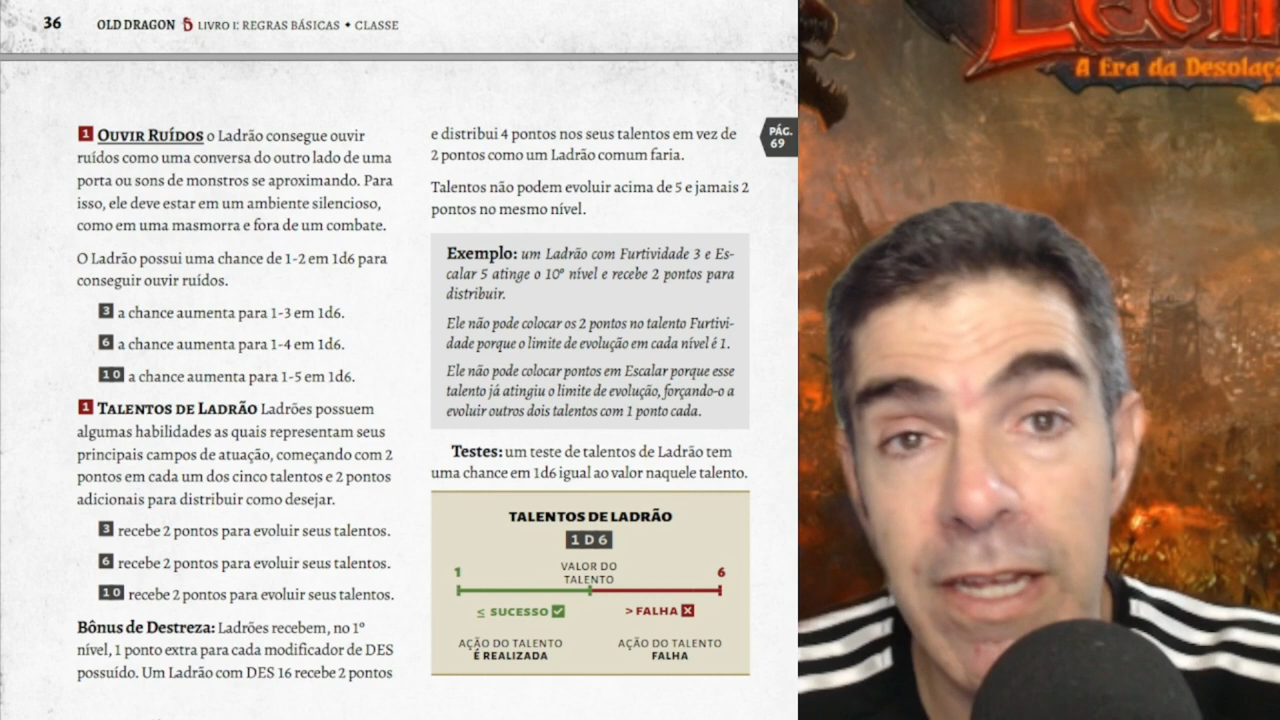 36 OLD DRAGON LIVRO I: REGRAS BÁSICAS ✦ CLASSE
1 OUVIR RUÍDOS o Ladrão consegue ouvir
ruídos como uma conversa do outro lado de uma
porta ou sons de monstros se aproximando. Para
isso, ele deve estar em um ambiente silencioso,
como em uma masmorra e fora de um combate.
O Ladrão possui uma chance de 1-2 em 1d6 para
conseguir ouvir ruídos.
3 a chance aumenta para 1-3 em 1d6.
6 a chance aumenta para 1-4 em 1d6.
10 a chance aumenta para 1-5 em 1d6.
1 TALENTOS DE LADRÃO Ladrões possuem
algumas habilidades as quais representam seus
principais campos de atuação, começando com 2
pontos em cada um dos cinco talentos e 2 pontos
adicionais para distribuir como desejar.
3 recebe 2 pontos para evoluir seus talentos.
6 recebe 2 pontos para evoluir seus talentos.
10 recebe 2 pontos para evoluir seus talentos.
Bônus de Destreza: Ladrões recebem, no 1º
nível, 1 ponto extra para cada modificador de DES
possuído. Um Ladrão com DES 16 recebe 2 pontos
e distribui 4 pontos nos seus talentos em vez de
2 pontos como um Ladrão comum faria.
Talentos não podem evoluir acima de 5 e jamais 2
pontos no mesmo nível.
Exemplo: um Ladrão com Furtividade 3 e Es-
calar 5 atinge o 10º nível e recebe 2 pontos para
distribuir.
Ele não pode colocar os 2 pontos no talento Furtivi-
dade porque o limite de evolução em cada nível é 1.
Ele não pode colocar pontos em Escalar porque esse
talento já atingiu o limite de evolução, forçando-o a
evoluir outros dois talentos com 1 ponto cada.
Testes: um teste de talentos de Ladrão tem
uma chance em 1d6 igual ao valor naquele talento.
TALENTOS DE LADRÃO
1D6
VALOR DO
TALENTO
1 6
≤ SUCESSO > FALHA
AÇÃO DO TALENTO
É REALIZADA
AÇÃO DO TALENTO
FALHA
PÁG.
69
A Era da Desolaç